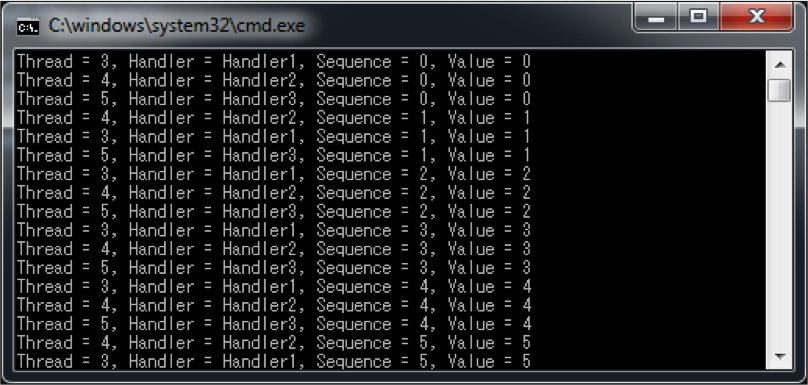 C:\windows\system32\cmd.exe
Thread = 3, Handler = Handler1, Sequence = 0, Value = 0
Thread = 4, Handler = Handler2, Sequence = 0, Value = 0
Thread = 5, Handler = Handler3, Sequence = 0, Value = 0
Thread = 4, Handler = Handler2, Sequence = 1, Value = 1
Thread = 3, Handler = Handler1, Sequence = 1, Value = 1
Thread = 5, Handler = Handler3, Sequence = 1, Value = 1
Thread = 3, Handler = Handler1, Sequence = 2, Value = 2
Thread = 4, Handler = Handler2, Sequence = 2, Value = 2
Thread = 5, Handler = Handler3, Sequence = 2, Value = 2
Thread = 3, Handler = Handler1, Sequence = 3, Value = 3
Thread = 4, Handler = Handler2, Sequence = 3, Value = 3
Thread = 5, Handler = Handler3, Sequence = 3, Value = 3
Thread = 3, Handler = Handler1, Sequence = 4, Value = 4
Thread = 4, Handler = Handler2, Sequence = 4, Value = 4
Thread = 5, Handler = Handler3, Sequence = 4, Value = 4
Thread = 4, Handler = Handler2, Sequence = 5, Value = 5
Thread = 3, Handler = Handler1, Sequence = 5, Value = 5